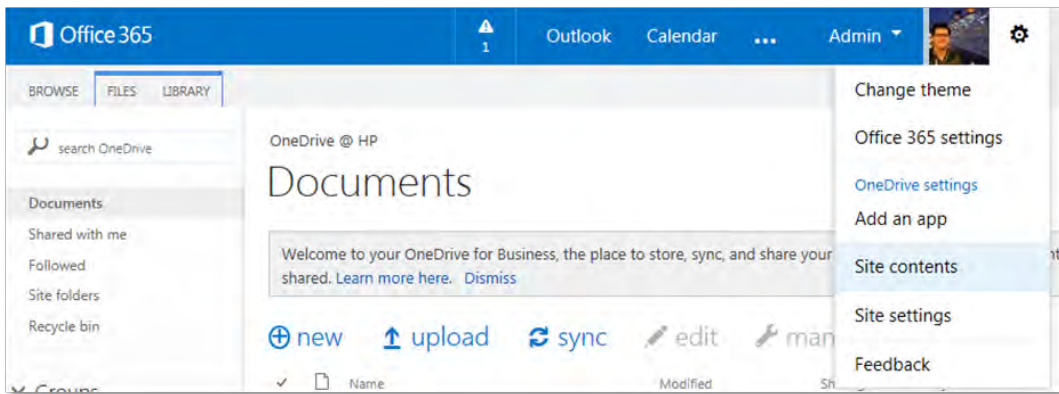 Office 365
1
Outlook
Calendar
...
Admin
BROWSE
FILES
LIBRARY
search OneDrive
Documents
Shared with me
Followed
Site folders
Recycle bin
Groups
OneDrive @ HP
Documents
Welcome to your OneDrive for Business, the place to store, sync, and share your
shared. Learn more here. Dismiss
new
upload
sync
edit
man
Name
Modified
Sh
Change theme
Office 365 settings
OneDrive settings
Add an app
Site contents
Site settings
Feedback